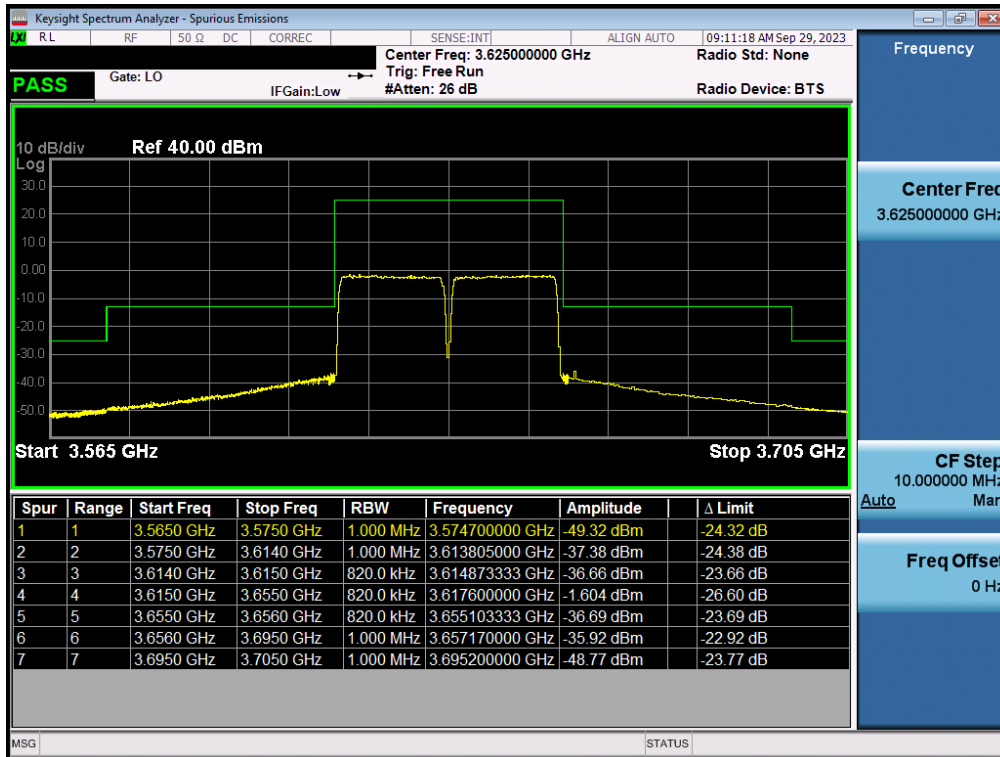 Keysight Spectrum Analyzer - Spurious Emissions
LXI RL RF 50 Ω DC CORREC SENSE:INT ALIGN AUTO 09:11:18 AM Sep 29, 2023
Center Freq: 3.625000000 GHz Radio Std: None
PASS Gate: LO Trig: Free Run
IFGain:Low #Atten: 26 dB Radio Device: BTS
10 dB/div Ref 40.00 dBm
Log
30.0
20.0
10.0
0.00
-10.0
-20.0
-30.0
-40.0
-50.0
Start 3.565 GHz Stop 3.705 GHz
Spur Range Start Freq Stop Freq RBW Frequency Amplitude Δ Limit
1 1 3.5650 GHz 3.5750 GHz 1.000 MHz 3.574700000 GHz -49.32 dBm -24.32 dB
2 2 3.5750 GHz 3.6140 GHz 1.000 MHz 3.613805000 GHz -37.38 dBm -24.38 dB
3 3 3.6140 GHz 3.6150 GHz 820.0 kHz 3.614873333 GHz -36.66 dBm -23.66 dB
4 4 3.6150 GHz 3.6550 GHz 820.0 kHz 3.617600000 GHz -1.604 dBm -26.60 dB
5 5 3.6550 GHz 3.6560 GHz 820.0 kHz 3.655103333 GHz -36.69 dBm -23.69 dB
6 6 3.6560 GHz 3.6950 GHz 1.000 MHz 3.657170000 GHz -35.92 dBm -22.92 dB
7 7 3.6950 GHz 3.7050 GHz 1.000 MHz 3.695200000 GHz -48.77 dBm -23.77 dB
MSG STATUS
Frequency
Center Freq
3.625000000 GHz
CF Step
10.000000 MHz
Auto Man
Freq Offset
0 Hz